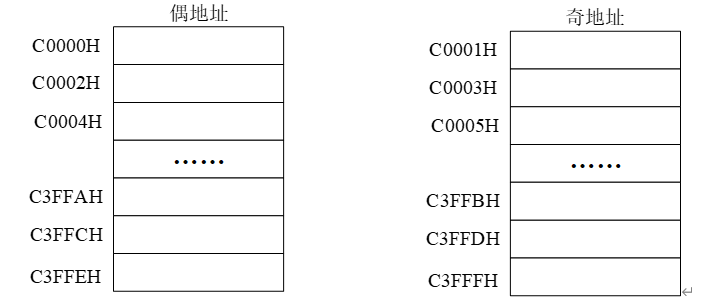 偶地址 奇地址
C0000H C0001H
C0002H C0003H
C0004H C0005H
…… ……
C3FFAH C3FFBH
C3FFCH C3FFDH
C3FFEH C3FFFH↵